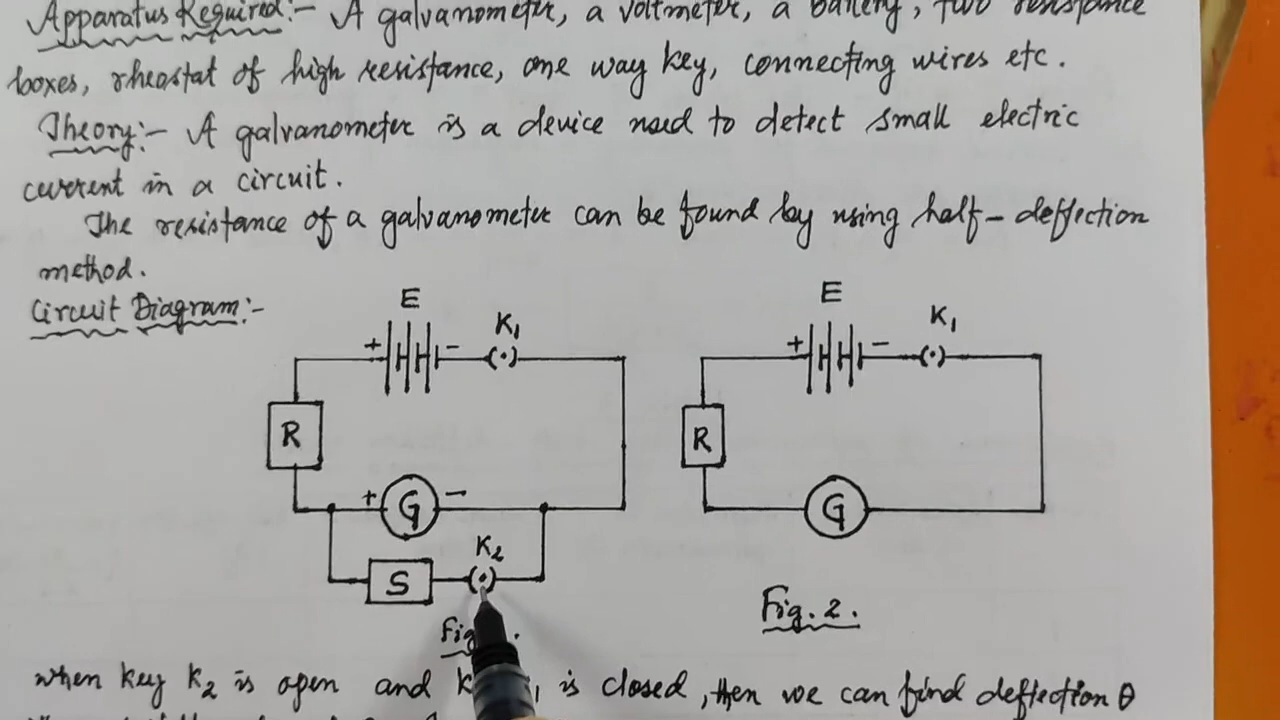 Apparatus Required:- A galvanometer, a voltmeter, a battery, two resistance
boxes, rheostat of high resistance, one way key, connecting wires etc.
Theory:- A galvanometer is a device used to detect small electric
current in a circuit.
The resistance of a galvanometer can be found by using half-deflection
method.
Circuit Diagram:-
E
+ -
K1
R
+ G -
K2
S
Fig
E
+ -
K1
R
G
Fig. 2.
when key K2 is open and K 1 is closed, then we can find deflection θ